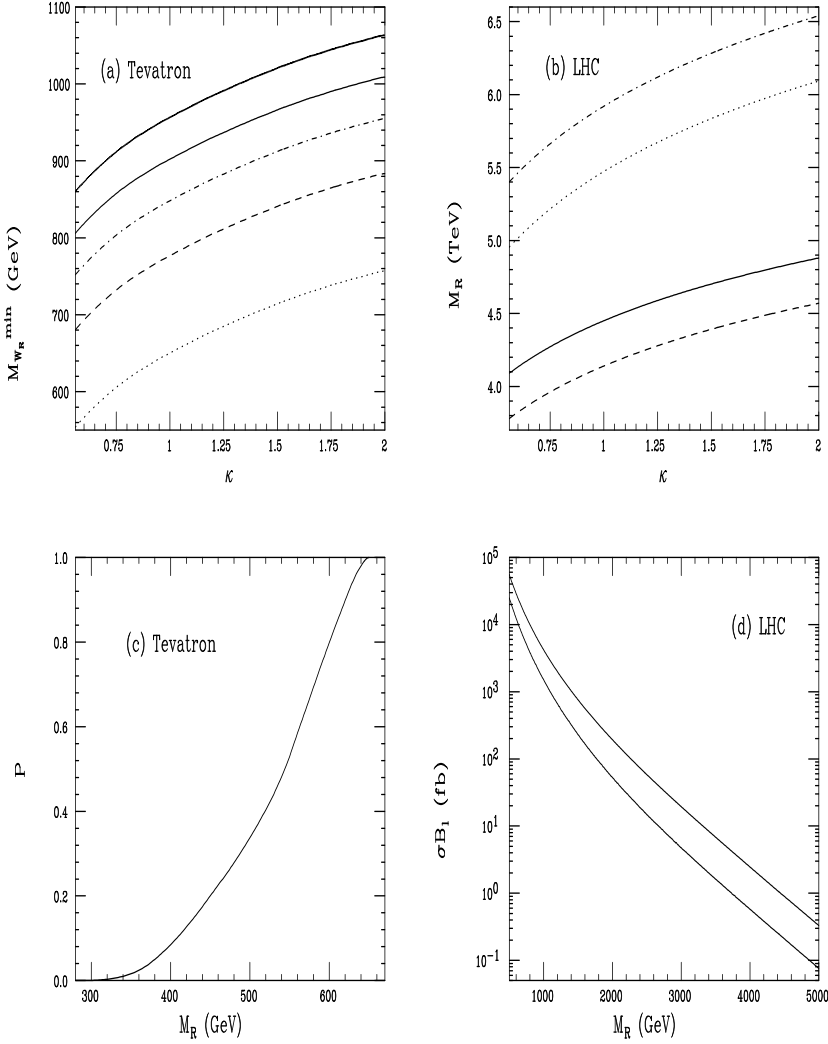 (a) Tevatron
1100
1000
900
800
700
600
M_{W_R}^{min} (GeV)
0.75 1 1.25 1.5 1.75 2
κ
(b) LHC
6.5
6.0
5.5
5.0
4.5
4.0
M_R (TeV)
0.75 1 1.25 1.5 1.75 2
κ
(c) Tevatron
1.0
0.8
0.6
0.4
0.2
0.0
P
300 400 500 600
M_R (GeV)
(d) LHC
10^5
10^4
10^3
10^2
10^1
10^0
10^{-1}
σB_l (fb)
1000 2000 3000 4000 5000
M_R (GeV)